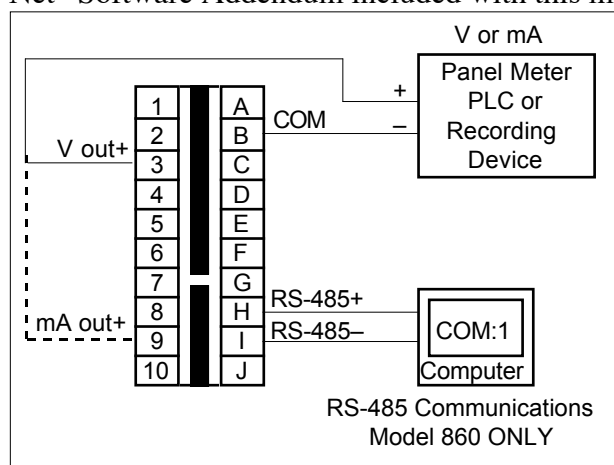 Net" Software Addendum included with this m
V or mA
Panel Meter
PLC or
Recording
Device
+
–
COM
V out+
mA out+
1 A
2 B
3 C
4 D
5 E
6 F
7 G
8 H
9 I
10 J
RS-485+
RS-485–
COM:1
Computer
RS-485 Communications
Model 860 ONLY